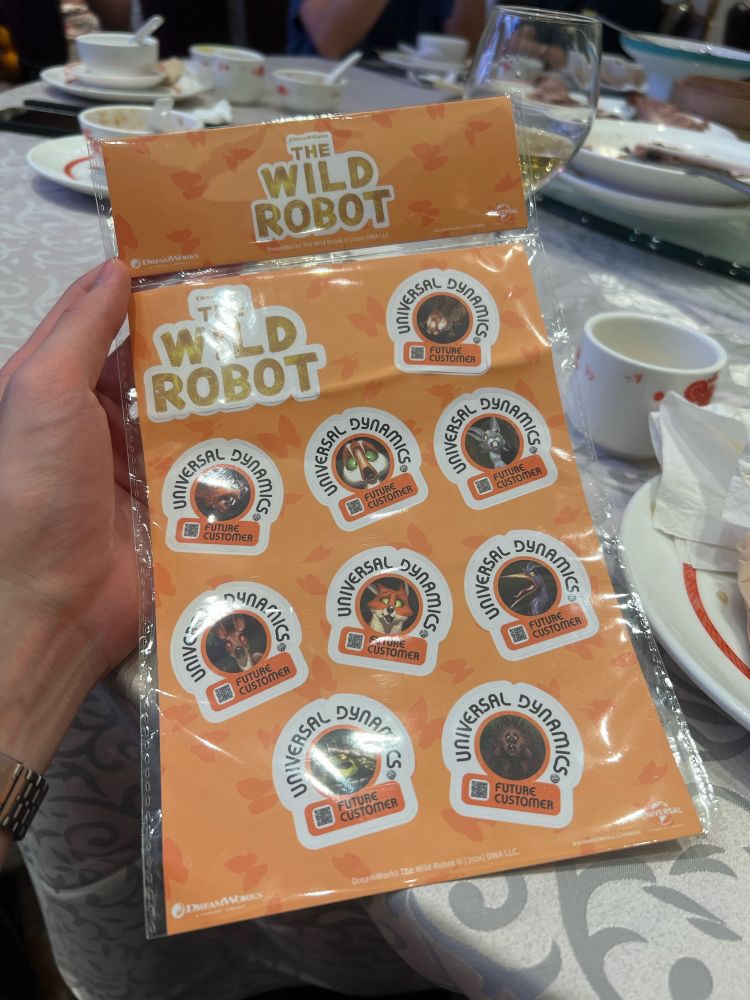 DREAMWORKS
THE
WILD
ROBOT
DreamWorks The Wild Robot © | 2024 | DWA LLC.
DREAMWORKS
UNIVERSAL
THE
WILD
ROBOT
UNIVERSAL DYNAMICS
FUTURE
CUSTOMER
UNIVERSAL DYNAMICS
FUTURE
CUSTOMER
UNIVERSAL DYNAMICS
FUTURE
CUSTOMER
UNIVERSAL DYNAMICS
FUTURE
CUSTOMER
UNIVERSAL DYNAMICS
FUTURE
CUSTOMER
UNIVERSAL DYNAMICS
FUTURE
CUSTOMER
UNIVERSAL DYNAMICS
FUTURE
CUSTOMER
UNIVERSAL DYNAMICS
FUTURE
CUSTOMER
UNIVERSAL DYNAMICS
FUTURE
CUSTOMER
UNIVERSAL
DreamWorks The Wild Robot © | 2024 | DWA LLC.
DREAMWORKS